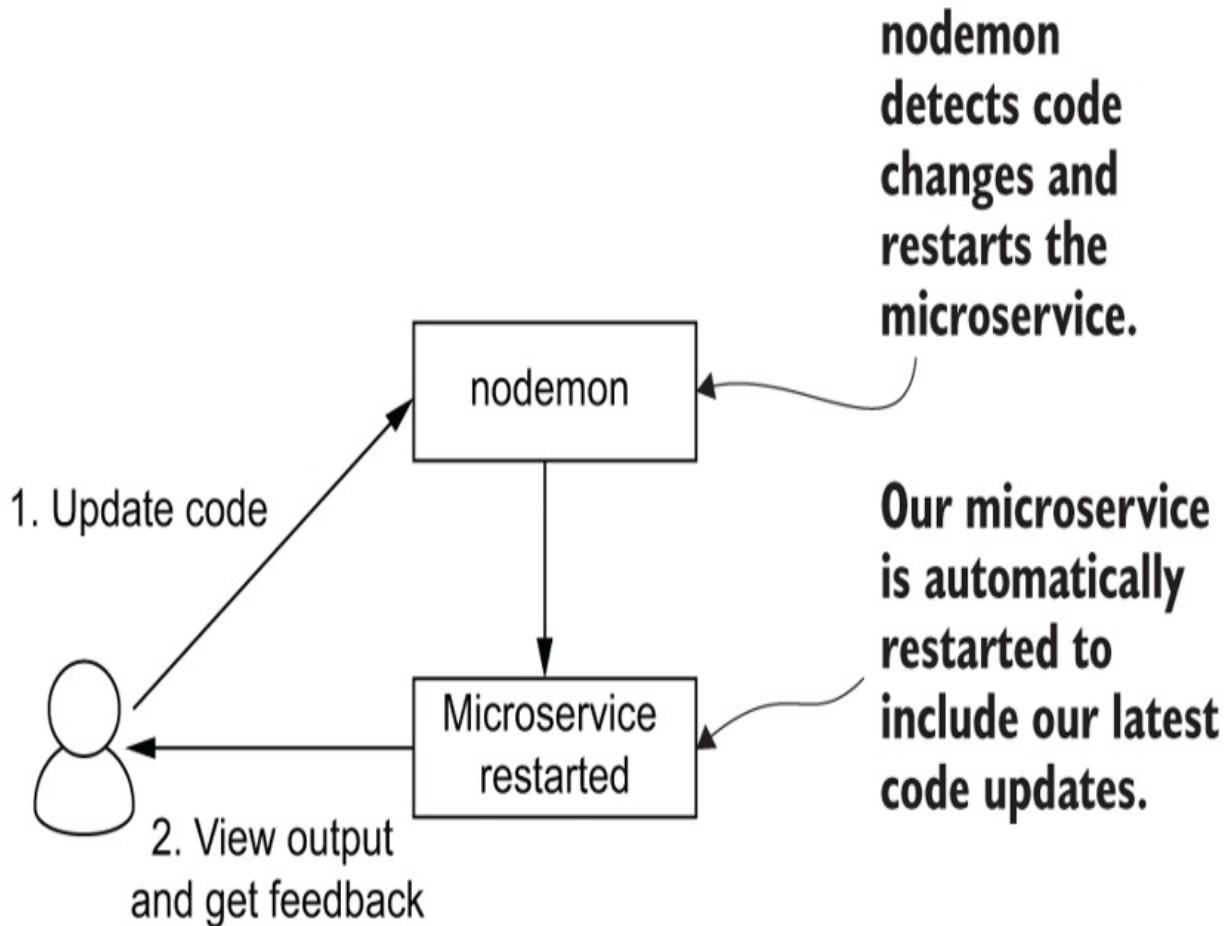 nodemon
detects code
changes and
restarts the
microservice.
nodemon
1. Update code
Our microservice
is automatically
restarted to
include our latest
code updates.
Microservice
restarted
2. View output
and get feedback